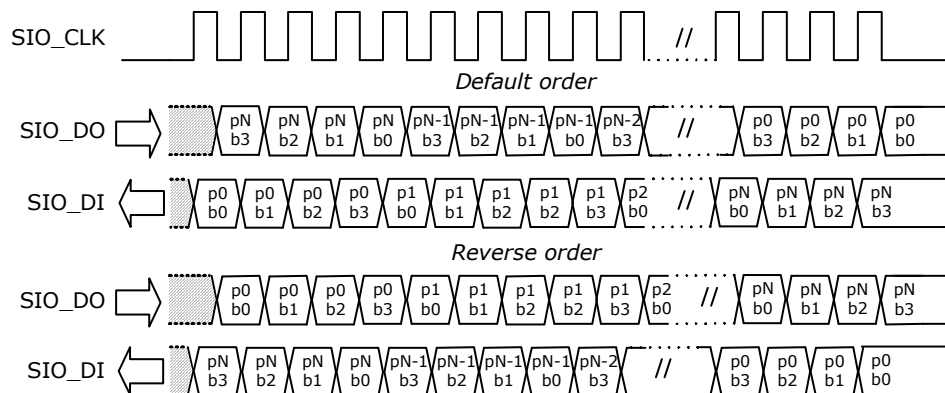 SIO_CLK
//
Default order
SIO_DO
pN b3 pN b2 pN b1 pN b0 pN-1 b3 pN-1 b2 pN-1 b1 pN-1 b0 pN-2 b3 // p0 b3 p0 b2 p0 b1 p0 b0
SIO_DI
p0 b0 p0 b1 p0 b2 p0 b3 p1 b0 p1 b1 p1 b2 p1 b2 p1 b3 p2 b0 // pN b0 pN b1 pN b2 pN b3
Reverse order
SIO_DO
p0 b0 p0 b1 p0 b2 p0 b3 p1 b0 p1 b1 p1 b2 p1 b2 p1 b3 p2 b0 // pN b0 pN b1 pN b2 pN b3
SIO_DI
pN b3 pN b2 pN b1 pN b0 pN-1 b3 pN-1 b2 pN-1 b1 pN-1 b0 pN-2 b3 // p0 b3 p0 b2 p0 b1 p0 b0